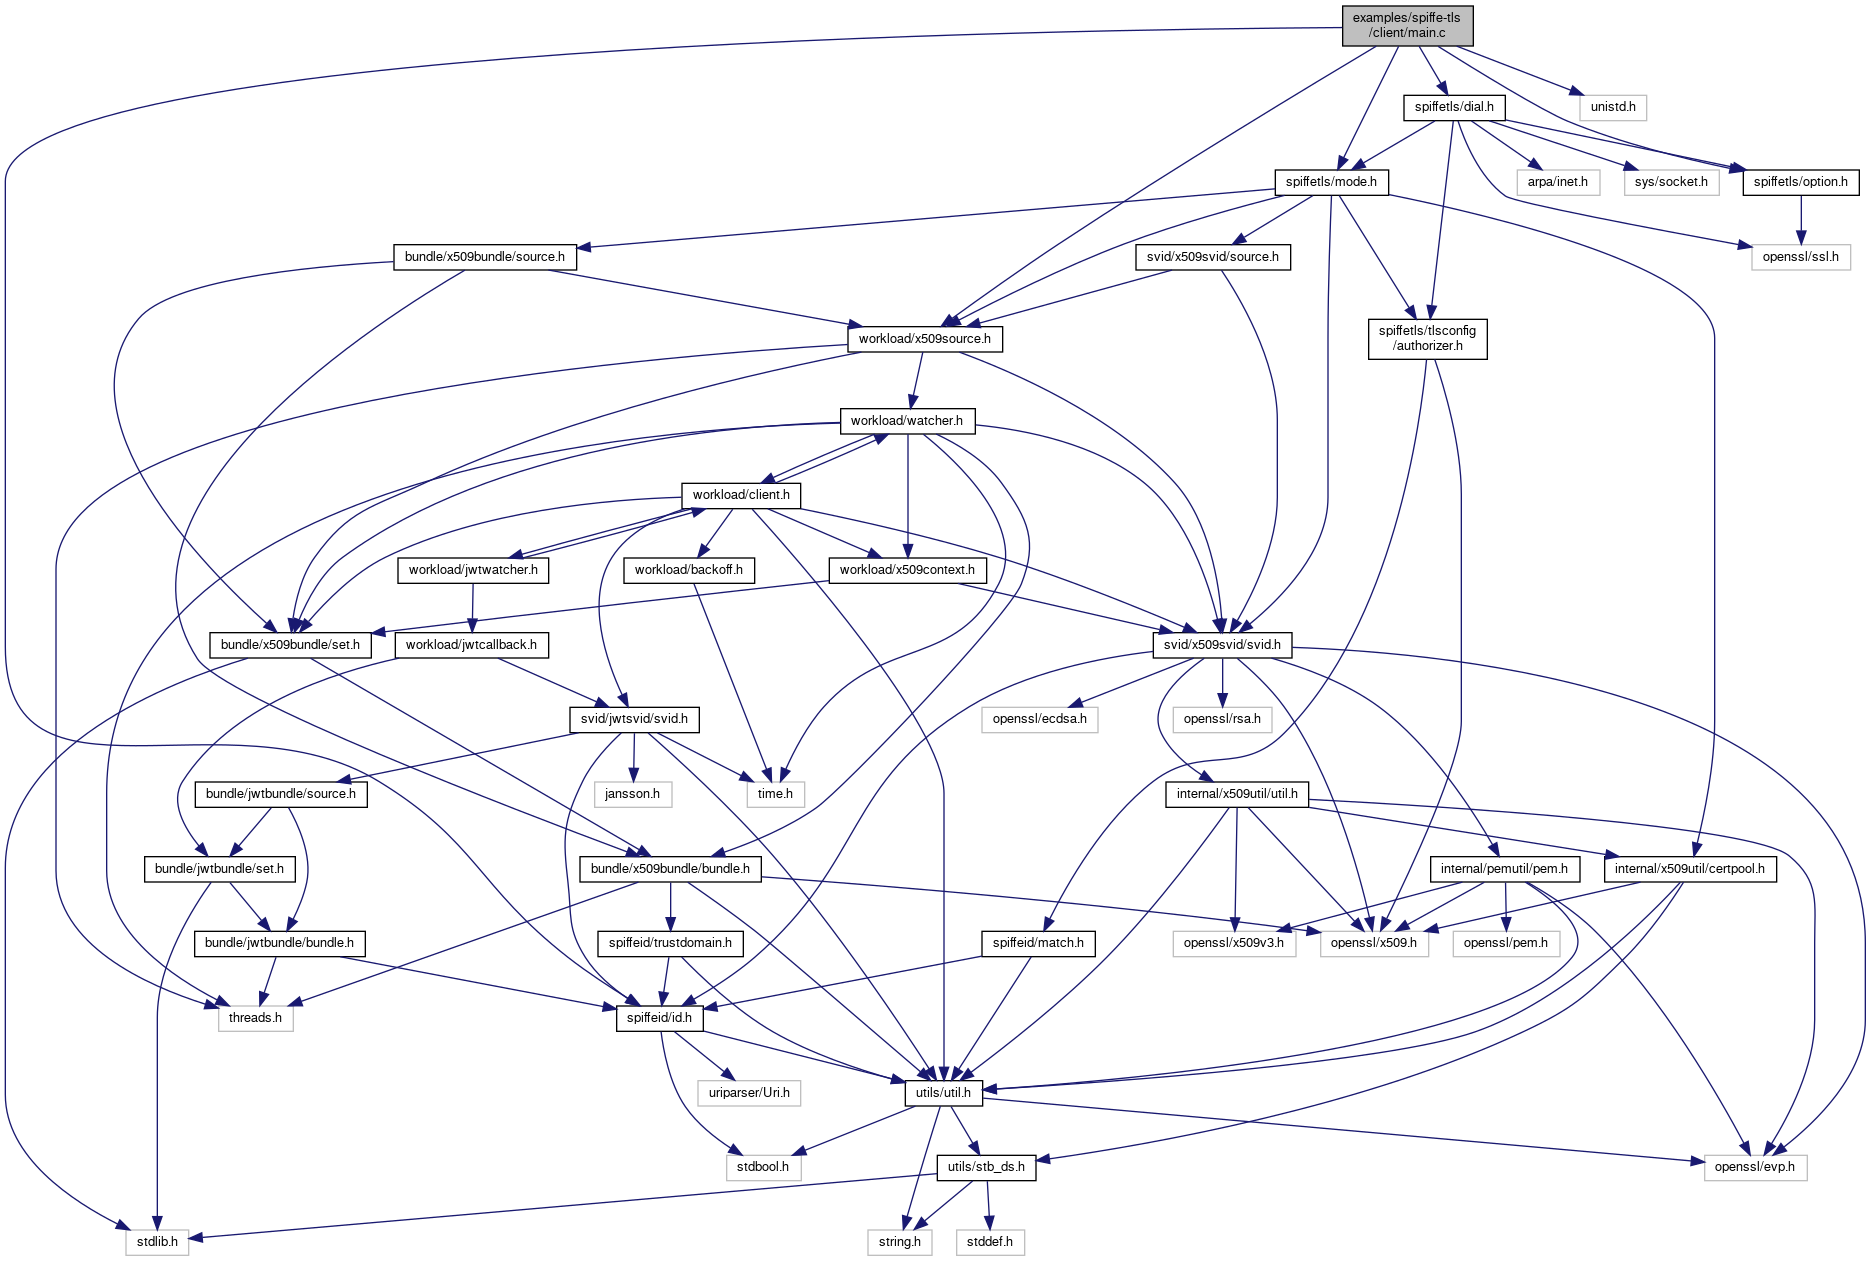 examples/spiffe-tls
/client/main.c
spiffetls/dial.h
unistd.h
spiffetls/mode.h
arpa/inet.h
sys/socket.h
spiffetls/option.h
bundle/x509bundle/source.h
svid/x509svid/source.h
openssl/ssl.h
workload/x509source.h
spiffetls/tlsconfig
/authorizer.h
workload/watcher.h
workload/client.h
workload/jwtwatcher.h
workload/backoff.h
workload/x509context.h
bundle/x509bundle/set.h
workload/jwtcallback.h
svid/x509svid/svid.h
svid/jwtsvid/svid.h
openssl/ecdsa.h
openssl/rsa.h
bundle/jwtbundle/source.h
jansson.h
time.h
internal/x509util/util.h
bundle/jwtbundle/set.h
bundle/x509bundle/bundle.h
internal/pemutil/pem.h
internal/x509util/certpool.h
bundle/jwtbundle/bundle.h
spiffeid/trustdomain.h
spiffeid/match.h
openssl/x509v3.h
openssl/x509.h
openssl/pem.h
threads.h
spiffeid/id.h
uriparser/Uri.h
utils/util.h
stdbool.h
utils/stb_ds.h
openssl/evp.h
stdlib.h
string.h
stddef.h